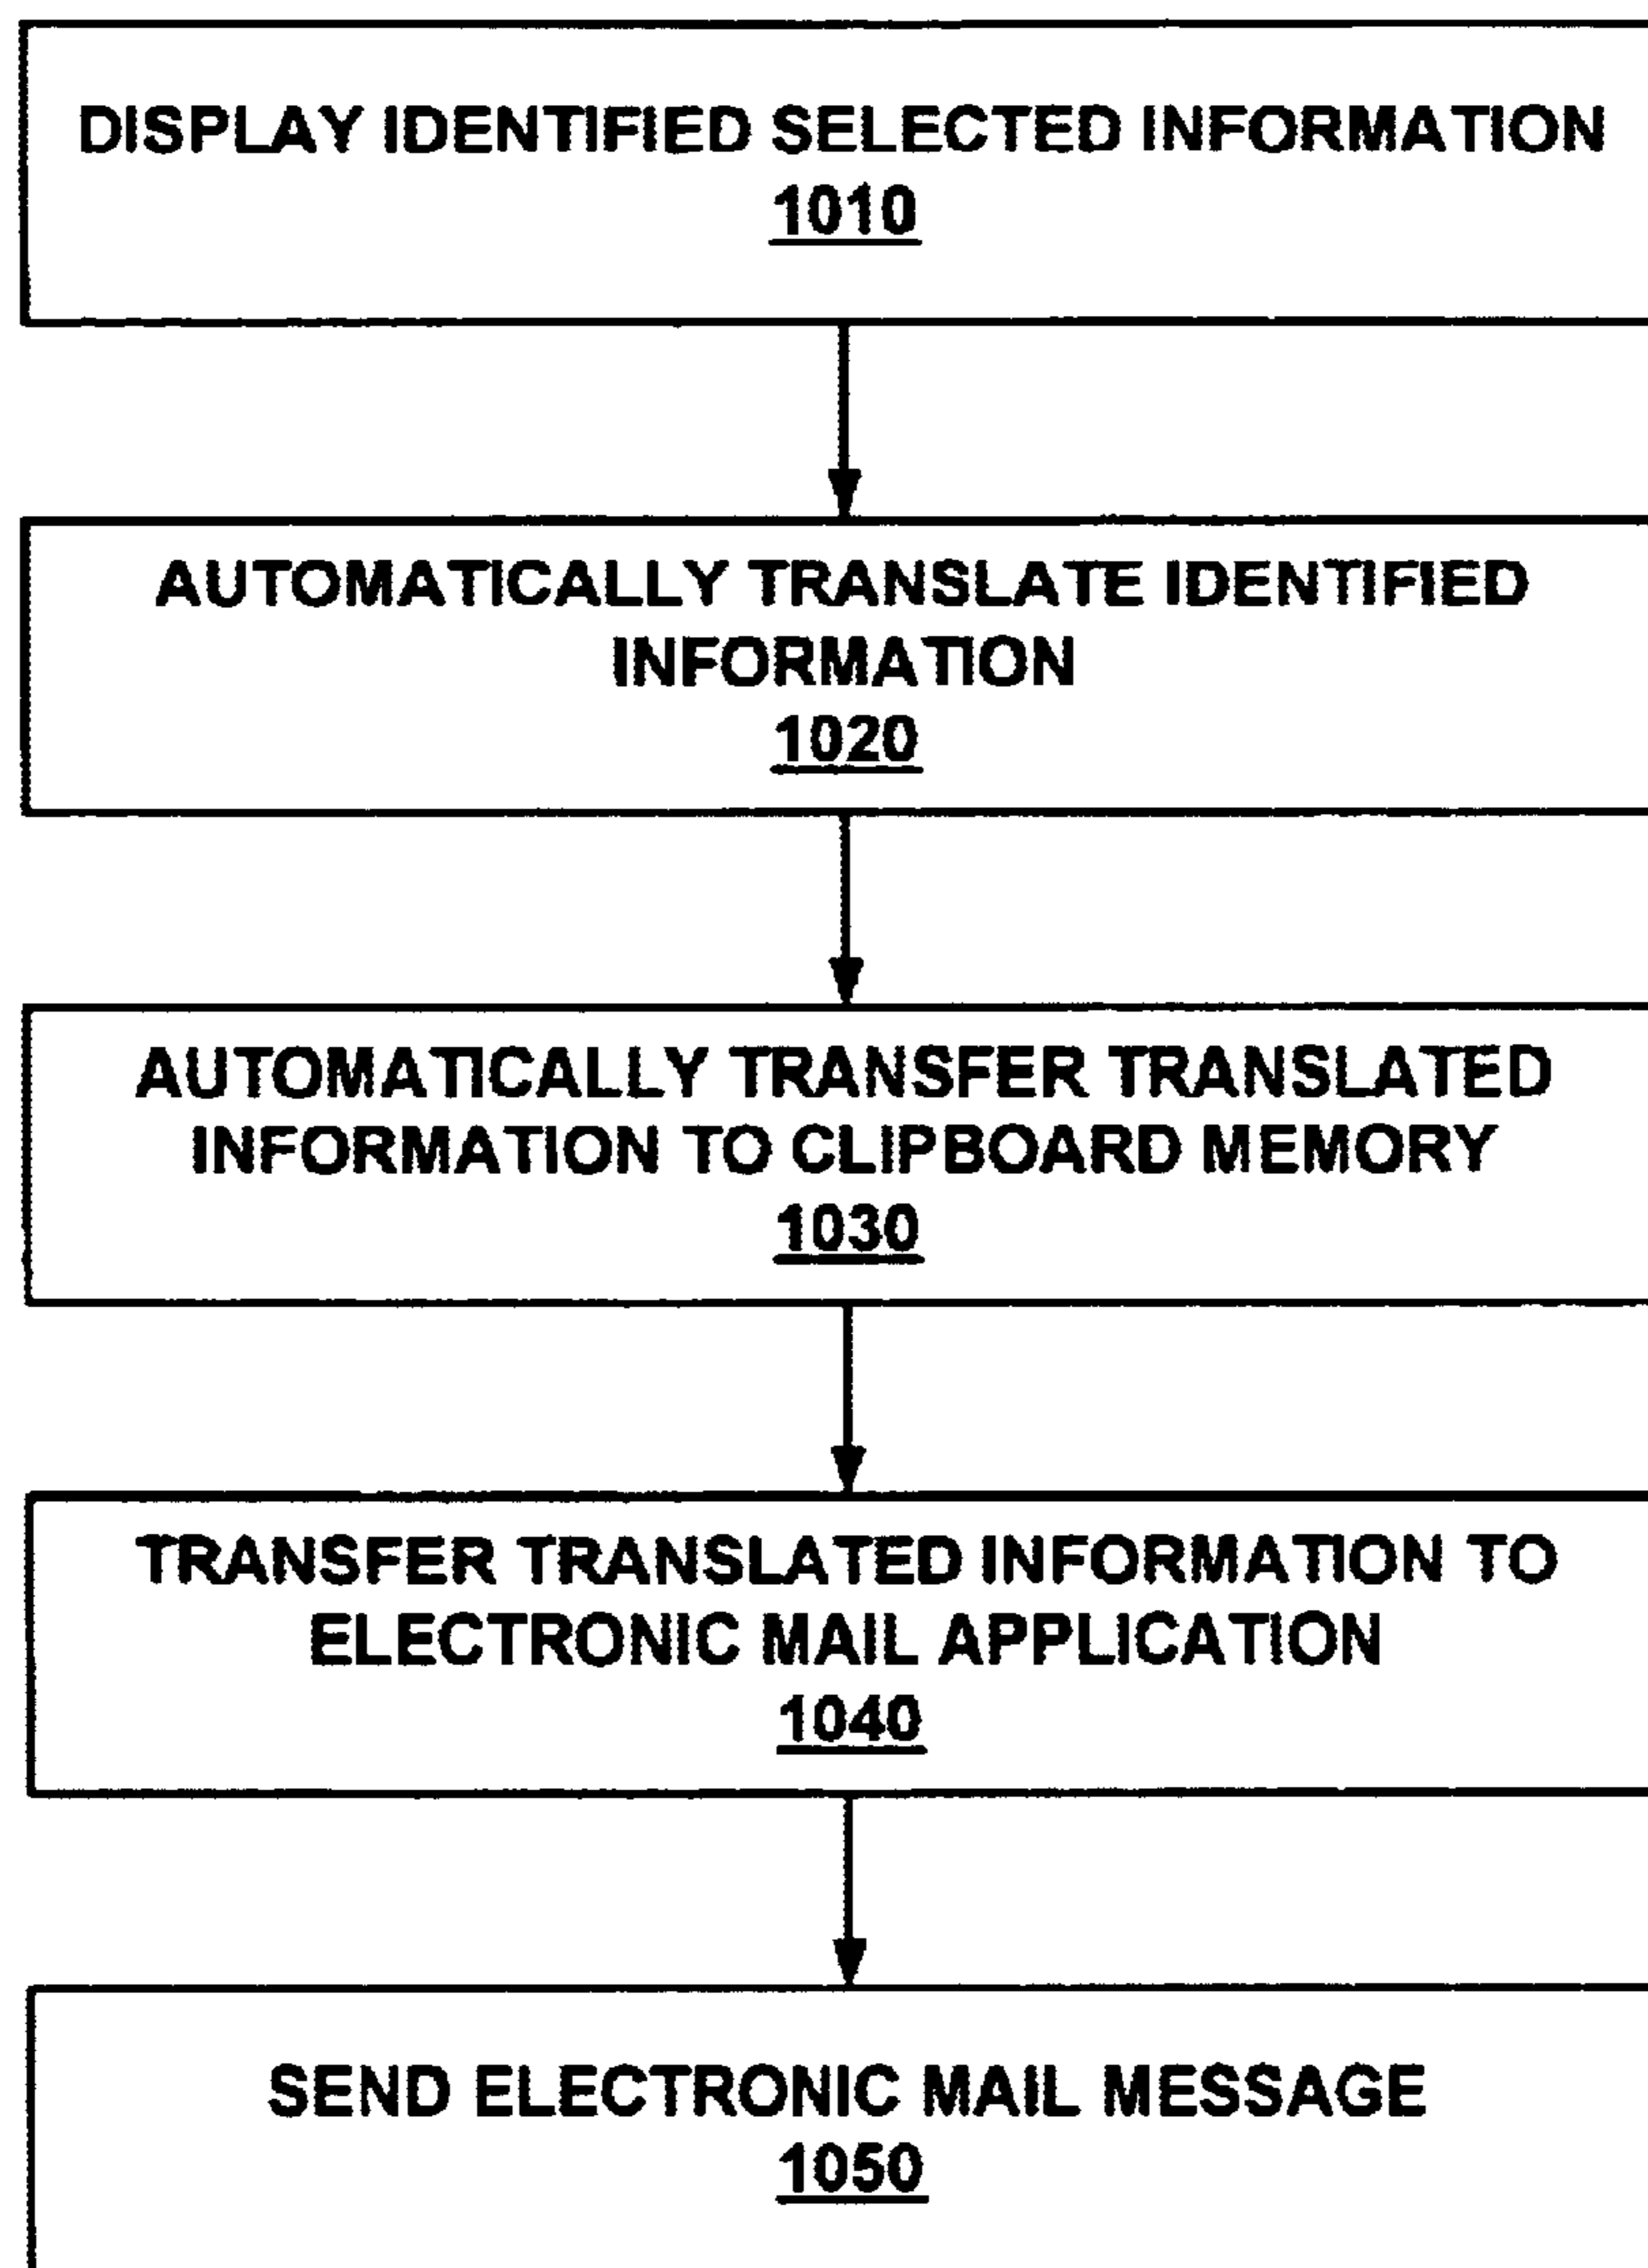 DISPLAY IDENTIFIED SELECTED INFORMATION
1010
AUTOMATICALLY TRANSLATE IDENTIFIED
INFORMATION
1020
AUTOMATICALLY TRANSFER TRANSLATED
INFORMATION TO CLIPBOARD MEMORY
1030
TRANSFER TRANSLATED INFORMATION TO
ELECTRONIC MAIL APPLICATION
1040
SEND ELECTRONIC MAIL MESSAGE
1050